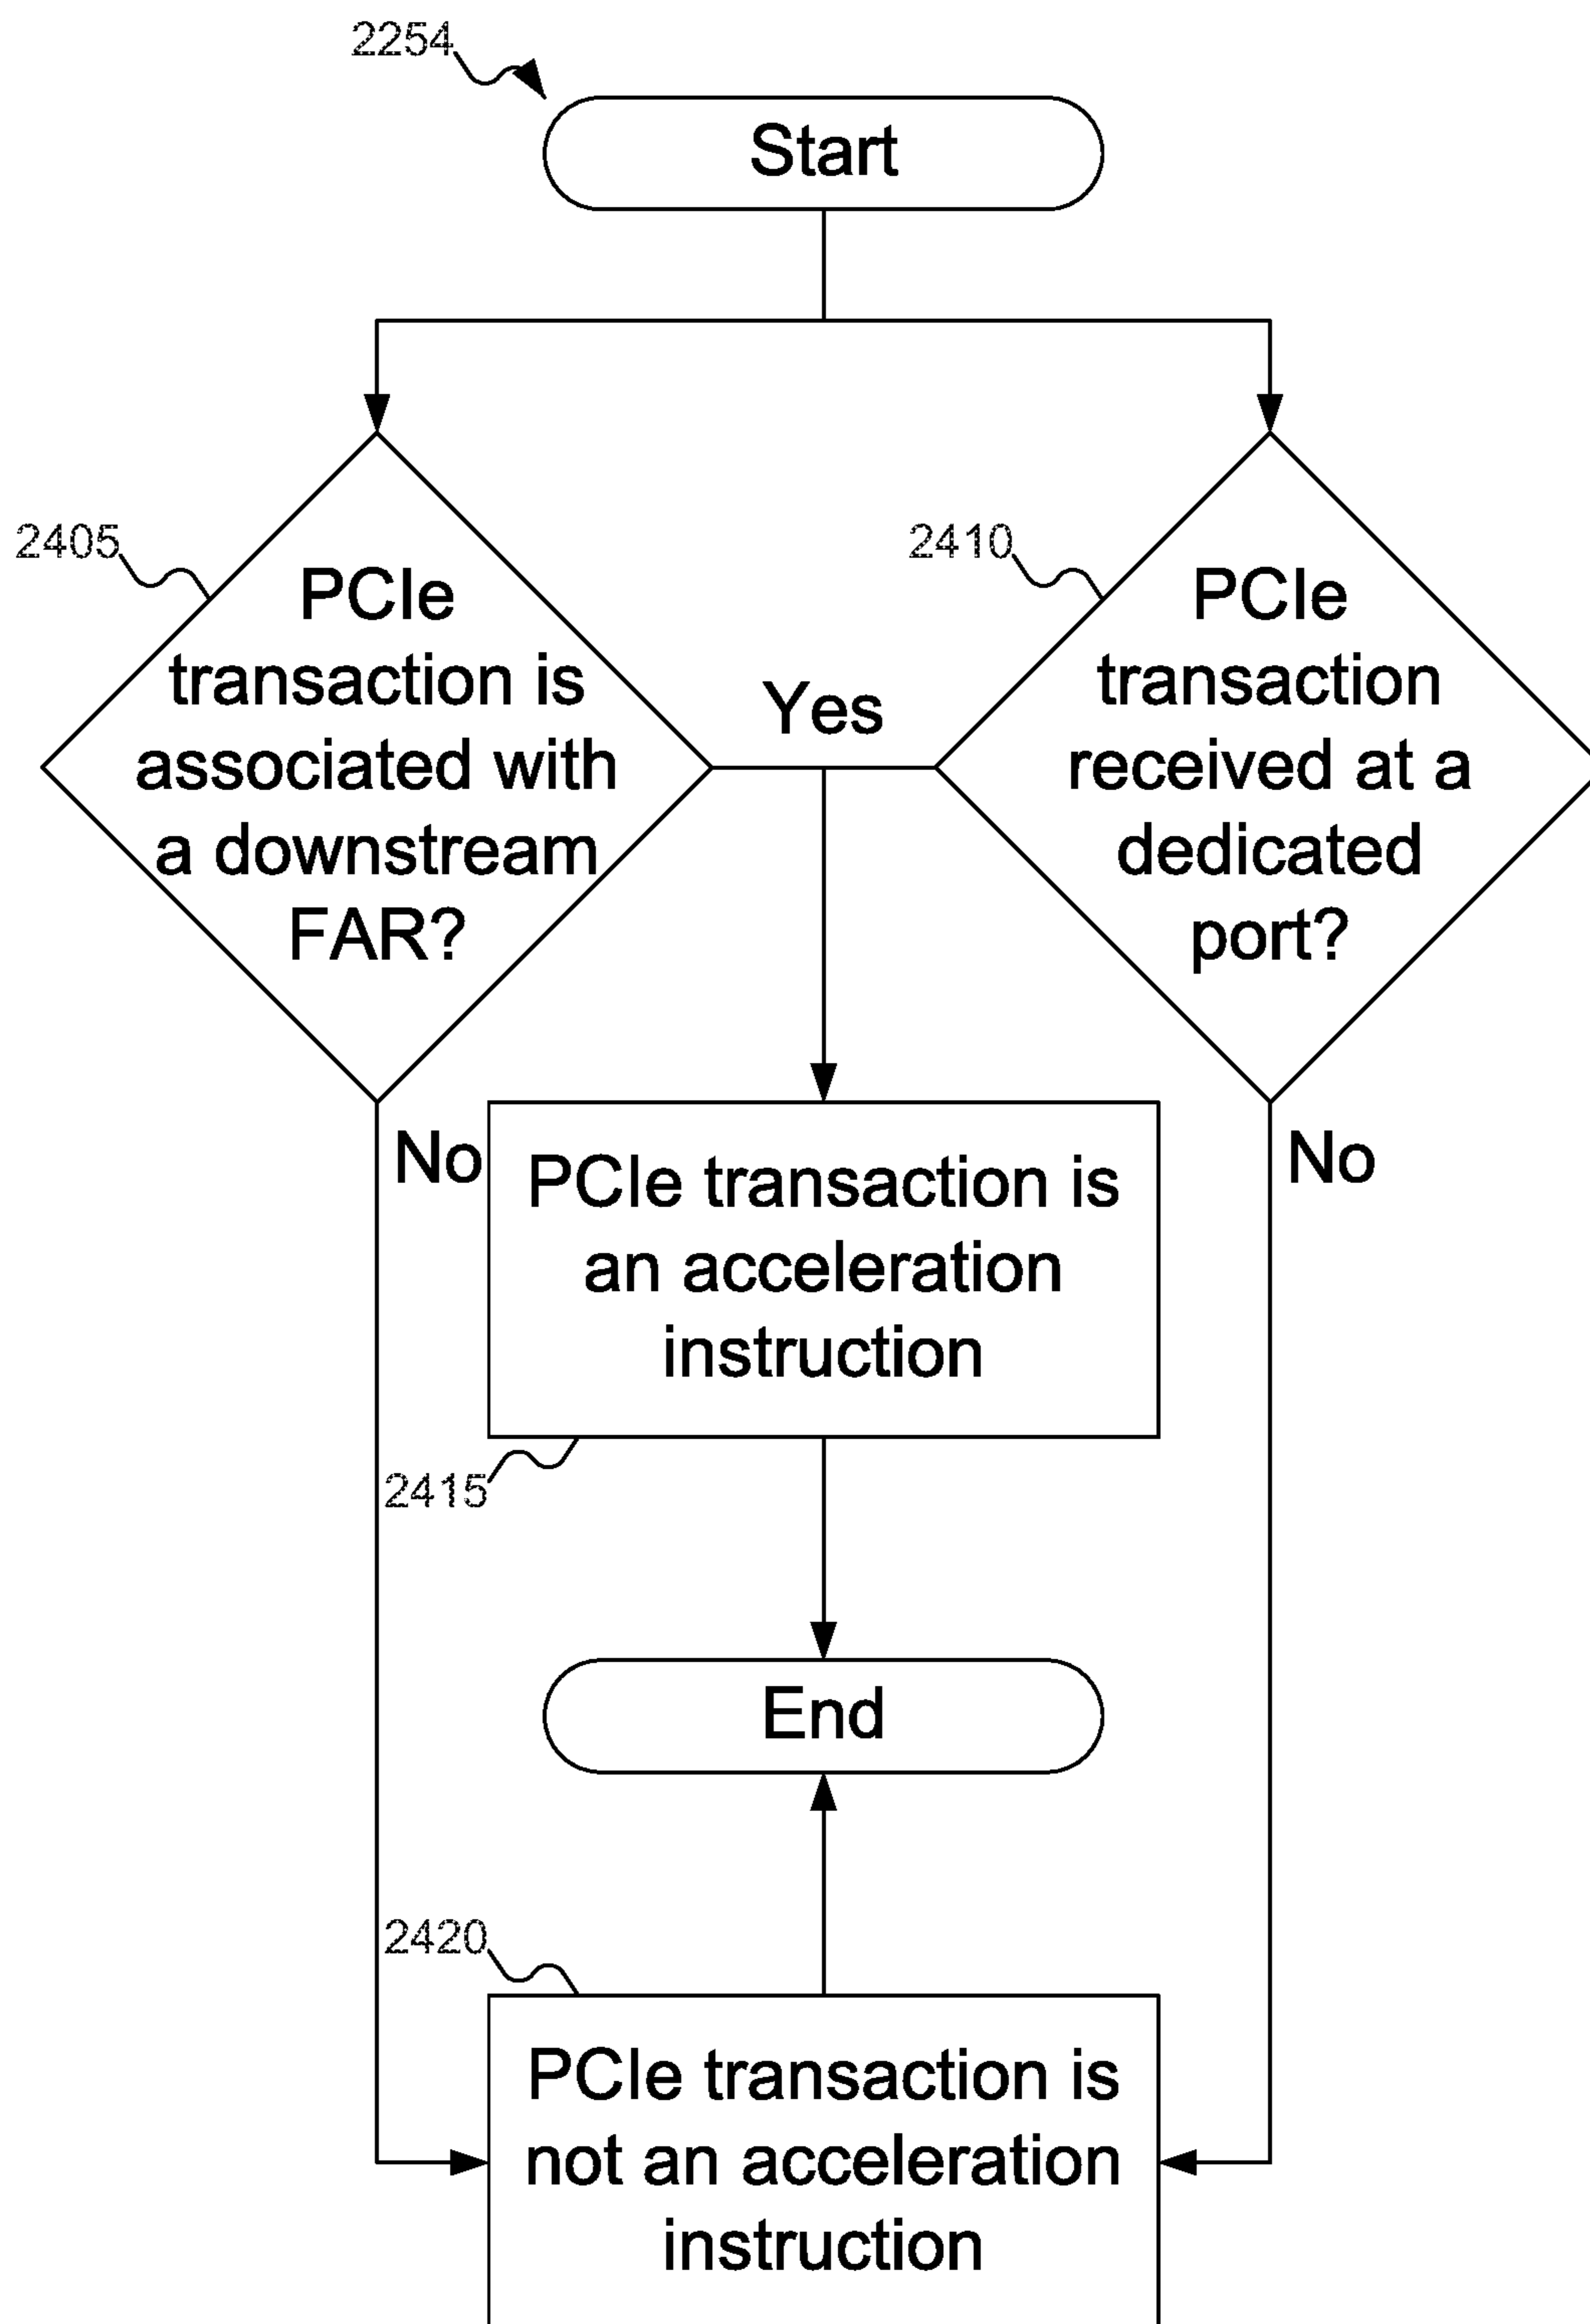 2254
Start
2405
PCIe
transaction is
associated with
a downstream
FAR?
Yes
2410
PCIe
transaction
received at a
dedicated
port?
No
No
PCIe transaction is
an acceleration
instruction
2415
End
2420
PCIe transaction is
not an acceleration
instruction